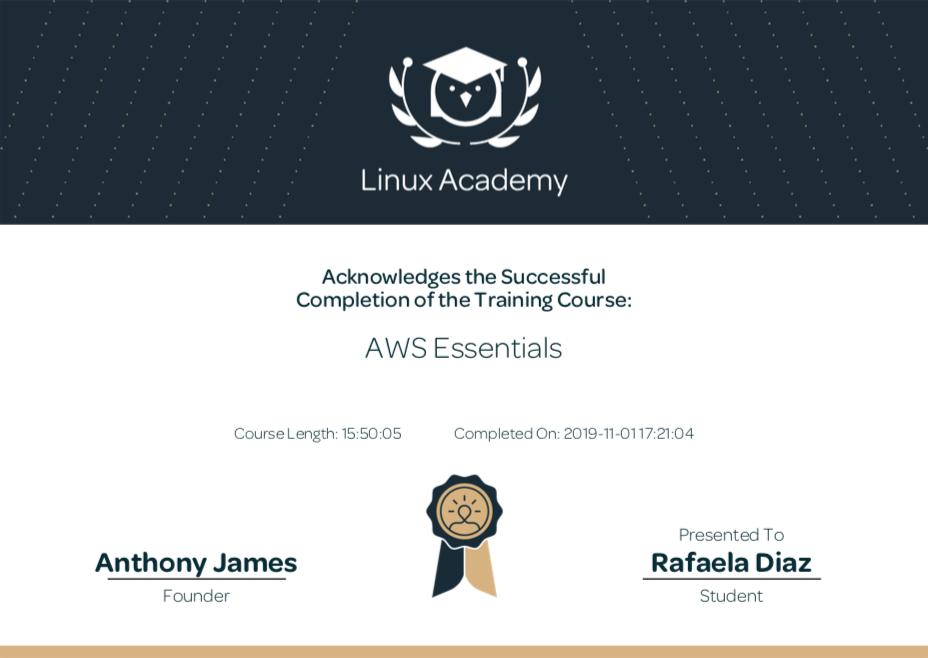 Linux Academy
Acknowledges the Successful
Completion of the Training Course:
AWS Essentials
Course Length: 15:50:05 Completed On: 2019-11-01 17:21:04
Presented To
Anthony James Rafaela Diaz
Founder Student